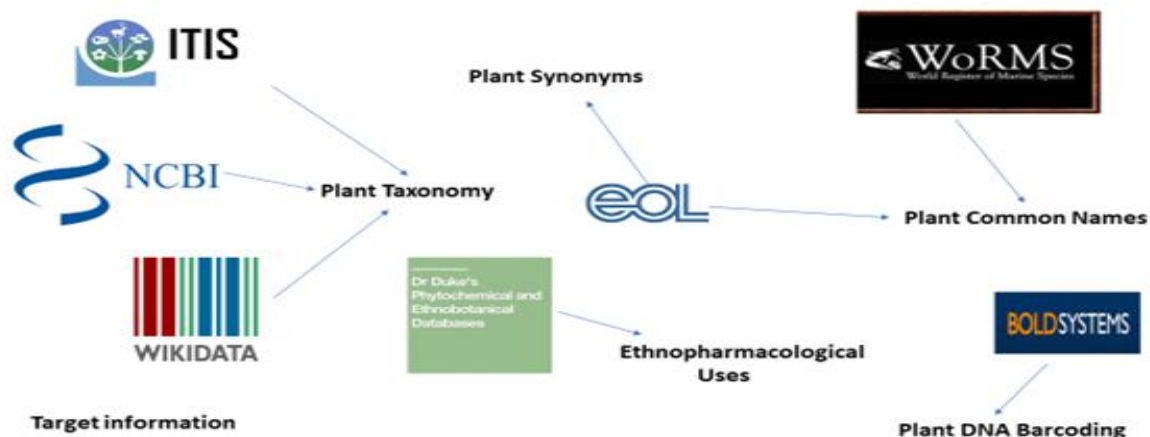 ITIS
Plant Synonyms
WoRMS
World Register of Marine Species
NCBI
Plant Taxonomy
eOL
Plant Common Names
Dr Duke's
Phytochemical and
Ethnobotanical
Databases
WIKIDATA
BOLDSYSTEMS
Ethnopharmacological
Uses
Target information
Plant DNA Barcoding